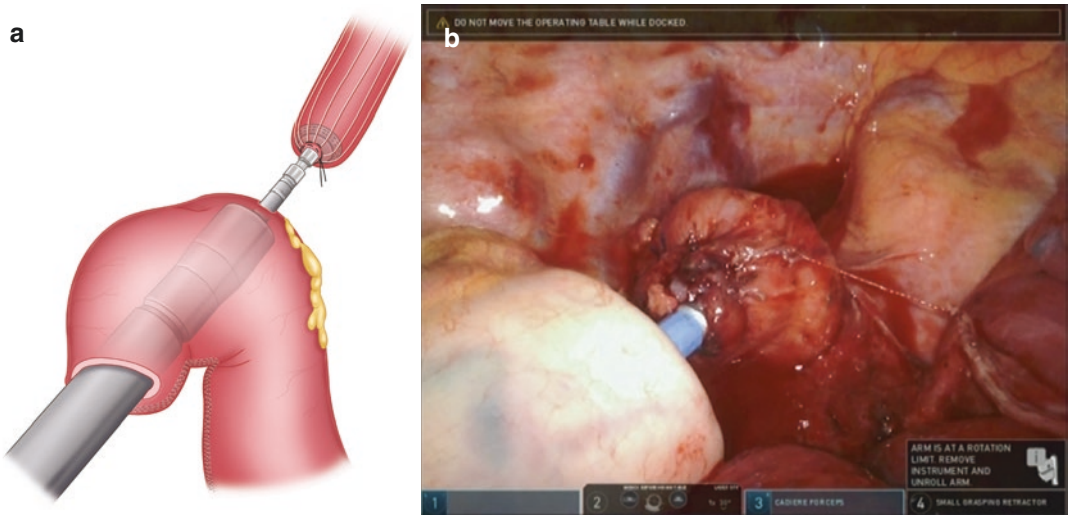 a
b
DO NOT MOVE THE OPERATING TABLE WHILE DOCKED.
ARM IS AT A ROTATION
LIMIT. REMOVE
INSTRUMENT AND
UNROLL ARM.
1
2
30°
3 CADIERE FORCEPS
4 SMALL GRASPING RETRACTOR